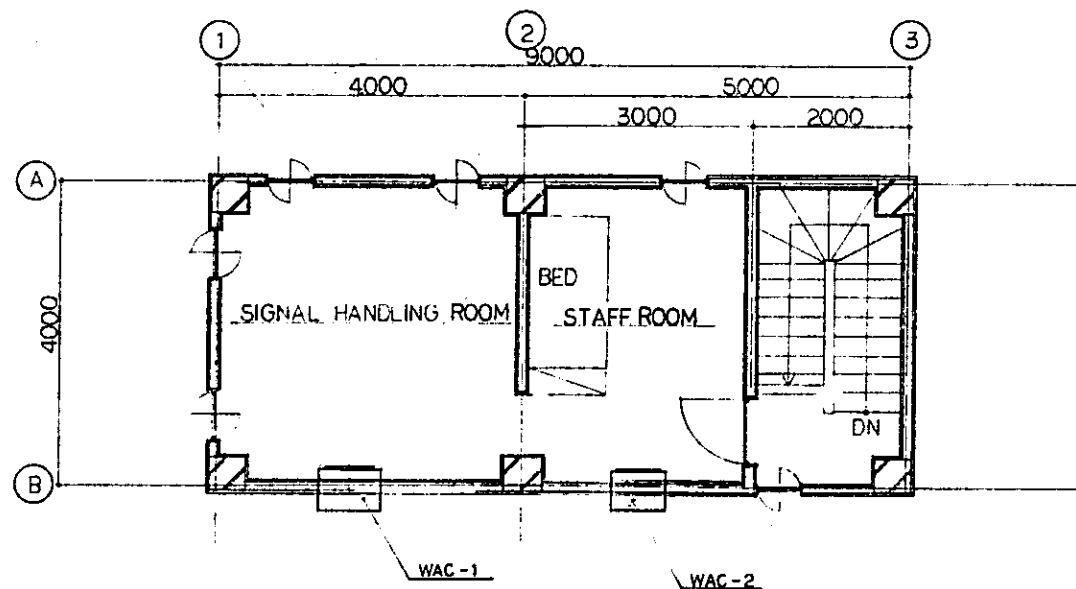 1
2
3
9000
4000
5000
3000
2000
A
4000
BED
SIGNAL HANDLING ROOM
STAFF ROOM
DN
B
WAC-1
WAC-2